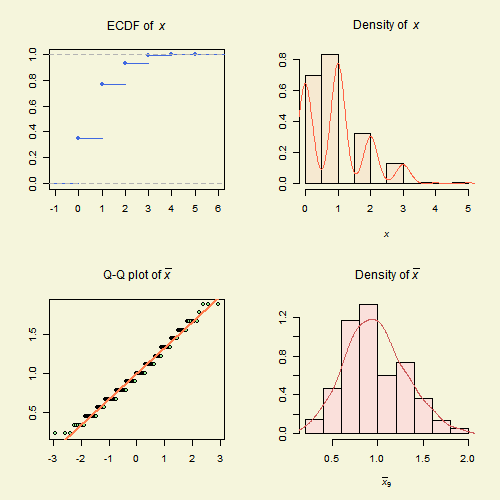 ECDF of x
Density of x
0.0 0.2 0.4 0.6 0.8 1.0
-1 0 1 2 3 4 5 6
0.0 0.2 0.4 0.6 0.8
0 1 2 3 4 5
x
Q-Q plot of x̅
Density of x̅
0.5 1.0 1.5
-3 -2 -1 0 1 2 3
0.0 0.4 0.8 1.2
0.5 1.0 1.5 2.0
x̅₉